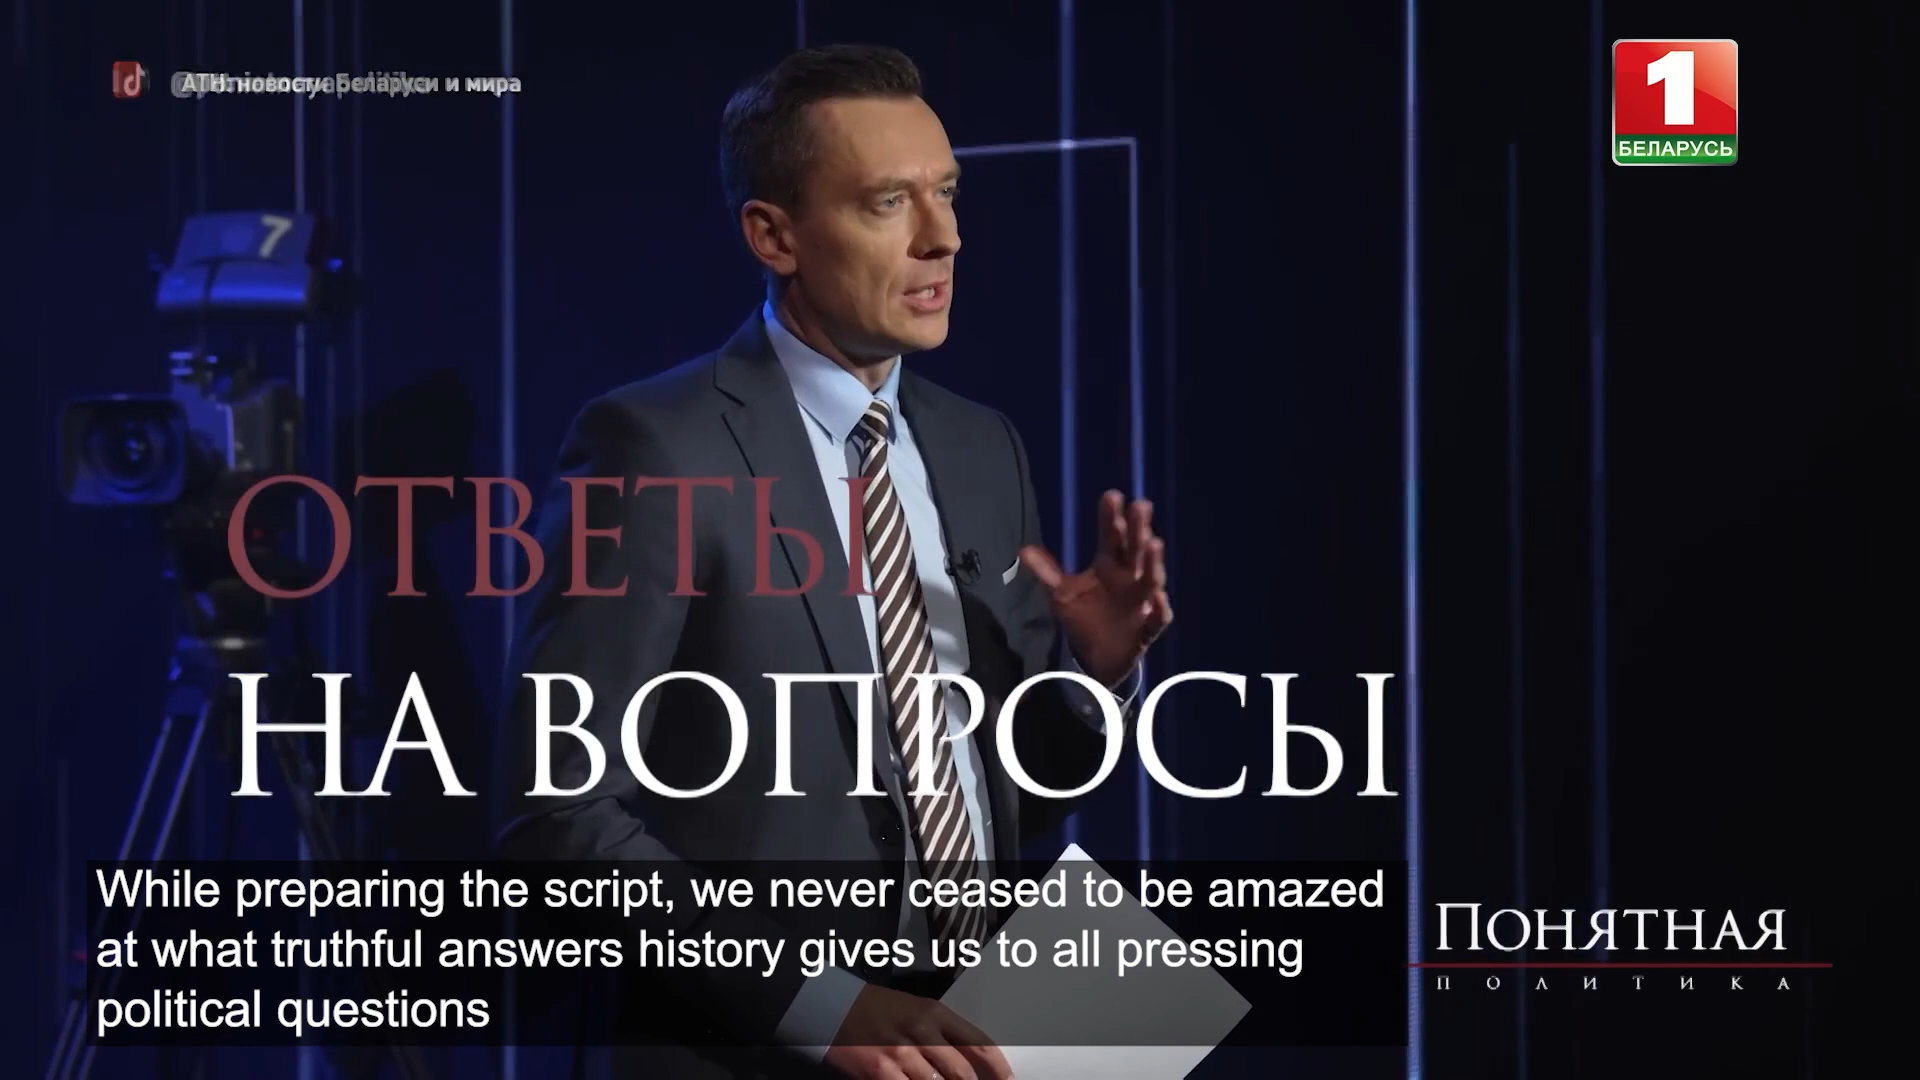 АТН: новости Беларуси и мира
1
БЕЛАРУСЬ
7
ОТВЕТЫ
НА ВОПРОСЫ
While preparing the script, we never ceased to be amazed
at what truthful answers history gives us to all pressing
political questions
ПОНЯТНАЯ
ПОЛИТИКА